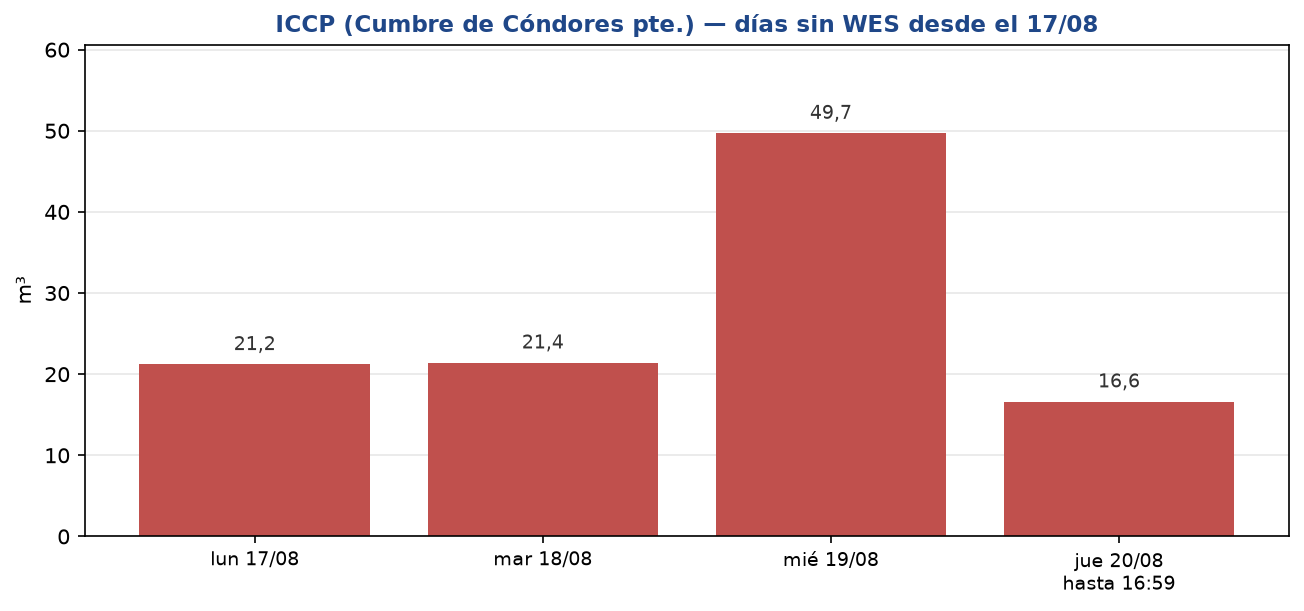 ICCP (Cumbre de Cóndores pte.) — días sin WES desde el 17/08
60
50
40
30
20
10
0
m³
21,2
21,4
49,7
16,6
lun 17/08
mar 18/08
mié 19/08
jue 20/08
hasta 16:59